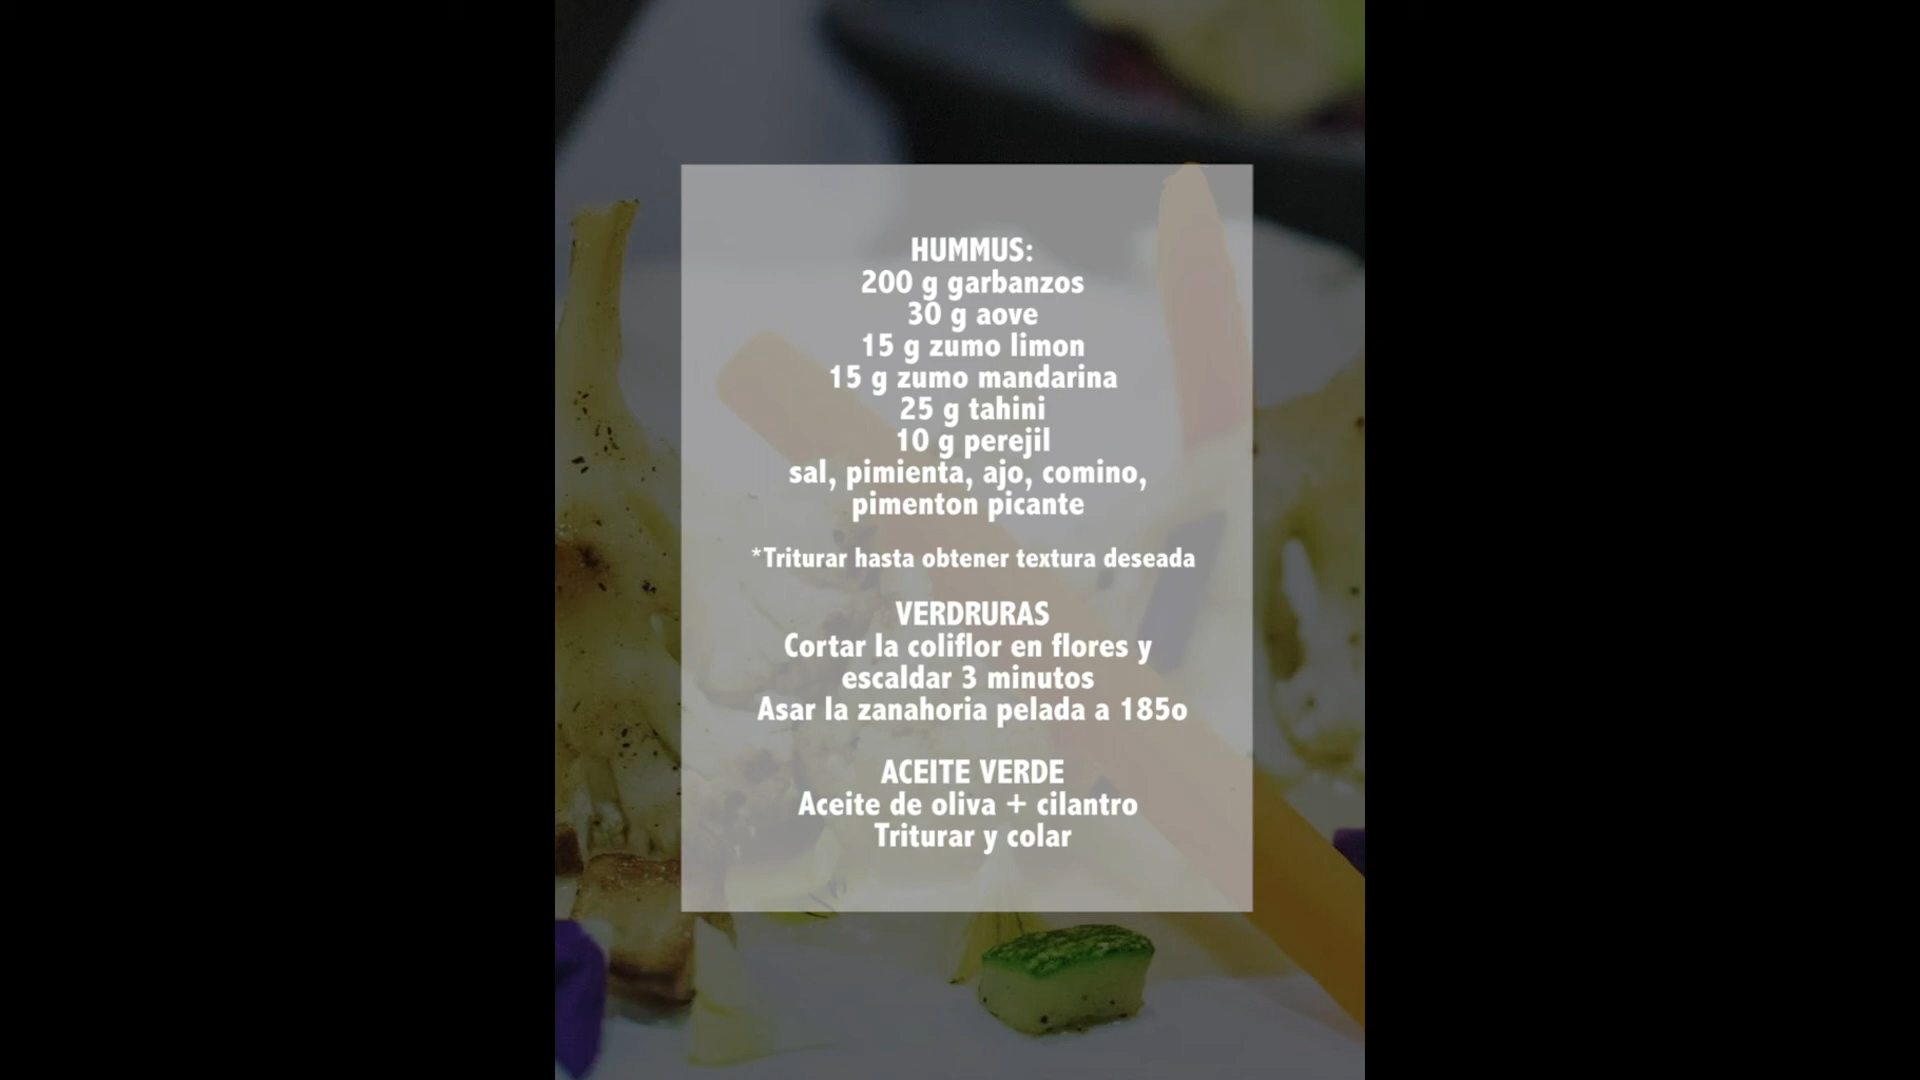 HUMMUS:
200 g garbanzos
30 g aove
15 g zumo limon
15 g zumo mandarina
25 g tahini
10 g perejil
sal, pimienta, ajo, comino,
pimenton picante
*Triturar hasta obtener textura deseada
VERDRURAS
Cortar la coliflor en flores y
escaldar 3 minutos
Asar la zanahoria pelada a 185o
ACEITE VERDE
Aceite de oliva + cilantro
Triturar y colar